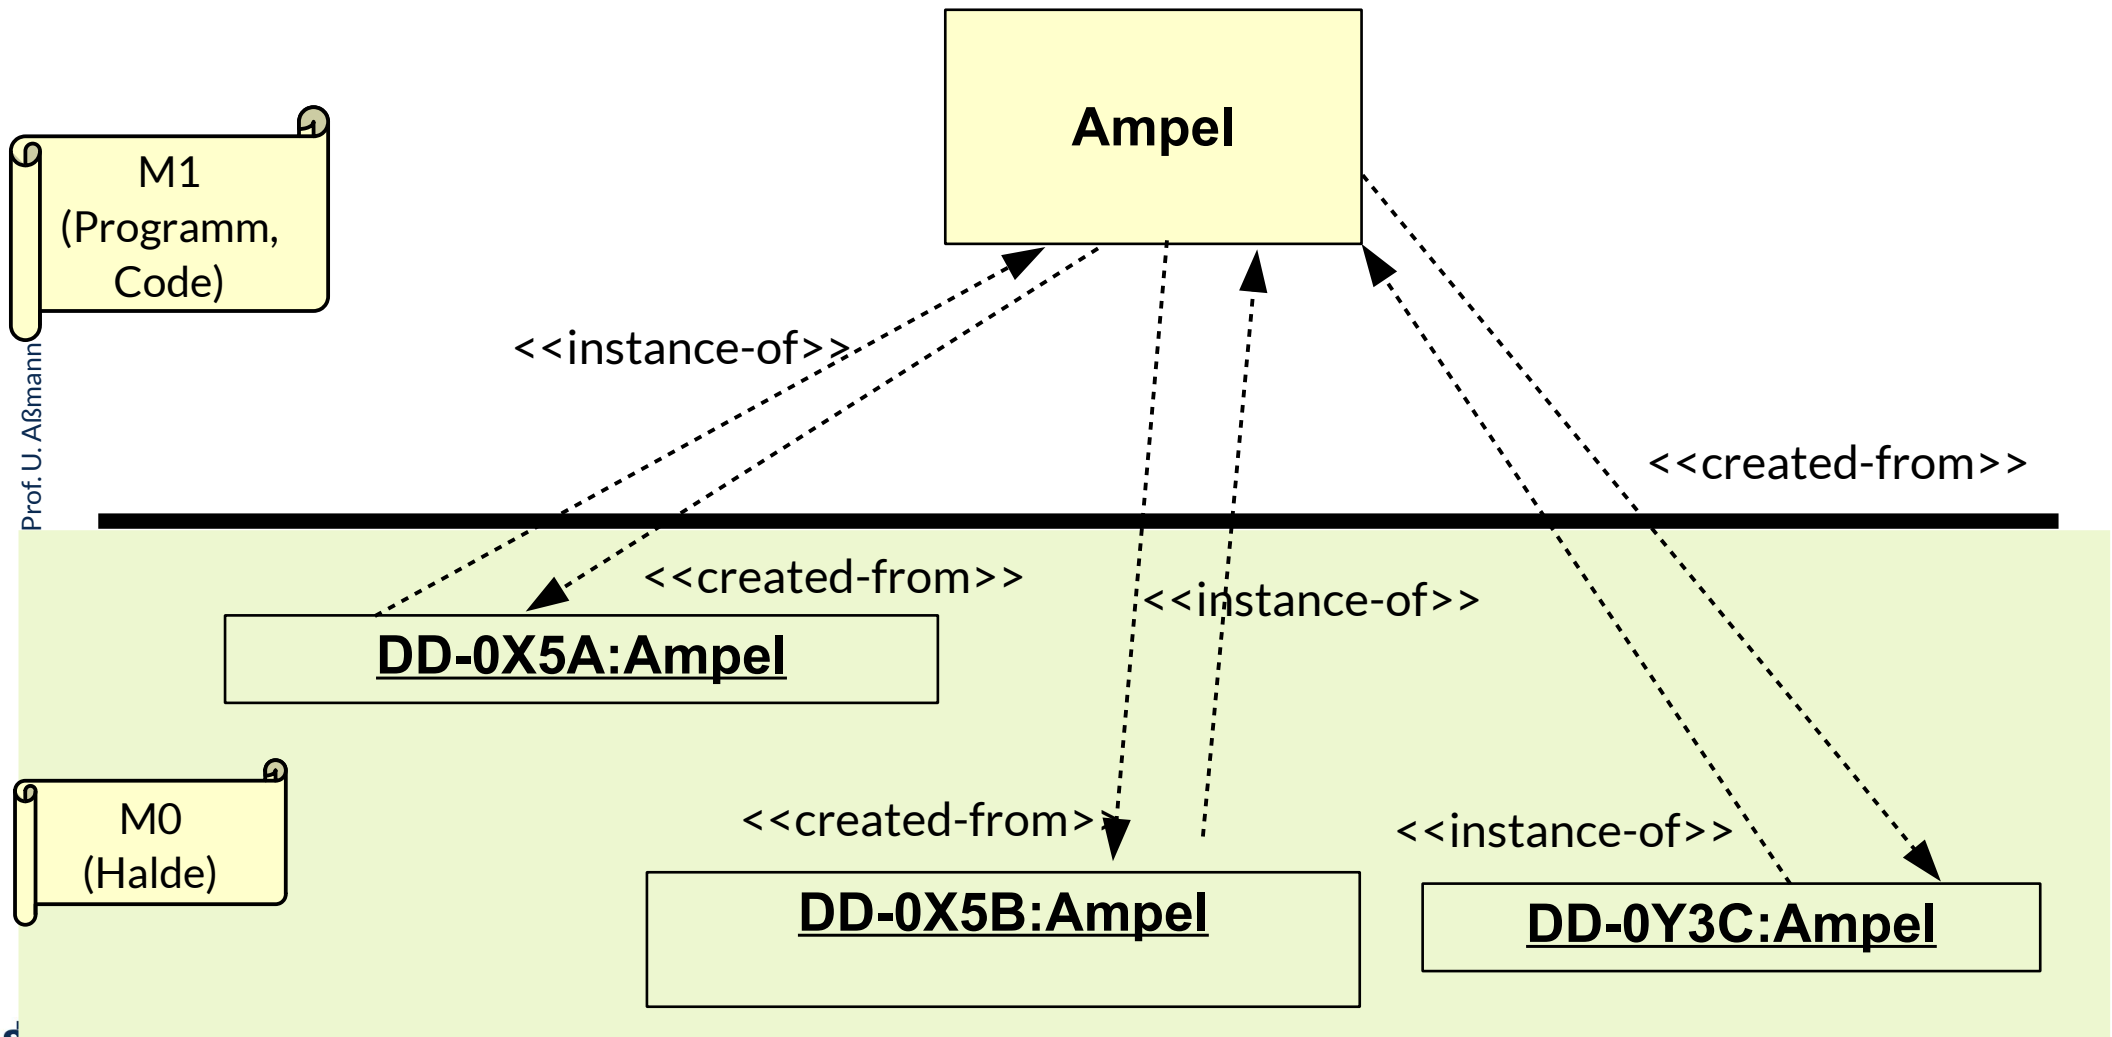 Ampel
M1
(Programm,
Code)
<<instance-of>>
Prof. U. Aßmann
<<created-from>>
<<created-from>>
<<instance-of>>
DD-0X5A:Ampel
M0
(Halde)
<<created-from>>
<<instance-of>>
DD-0X5B:Ampel
DD-0Y3C:Ampel